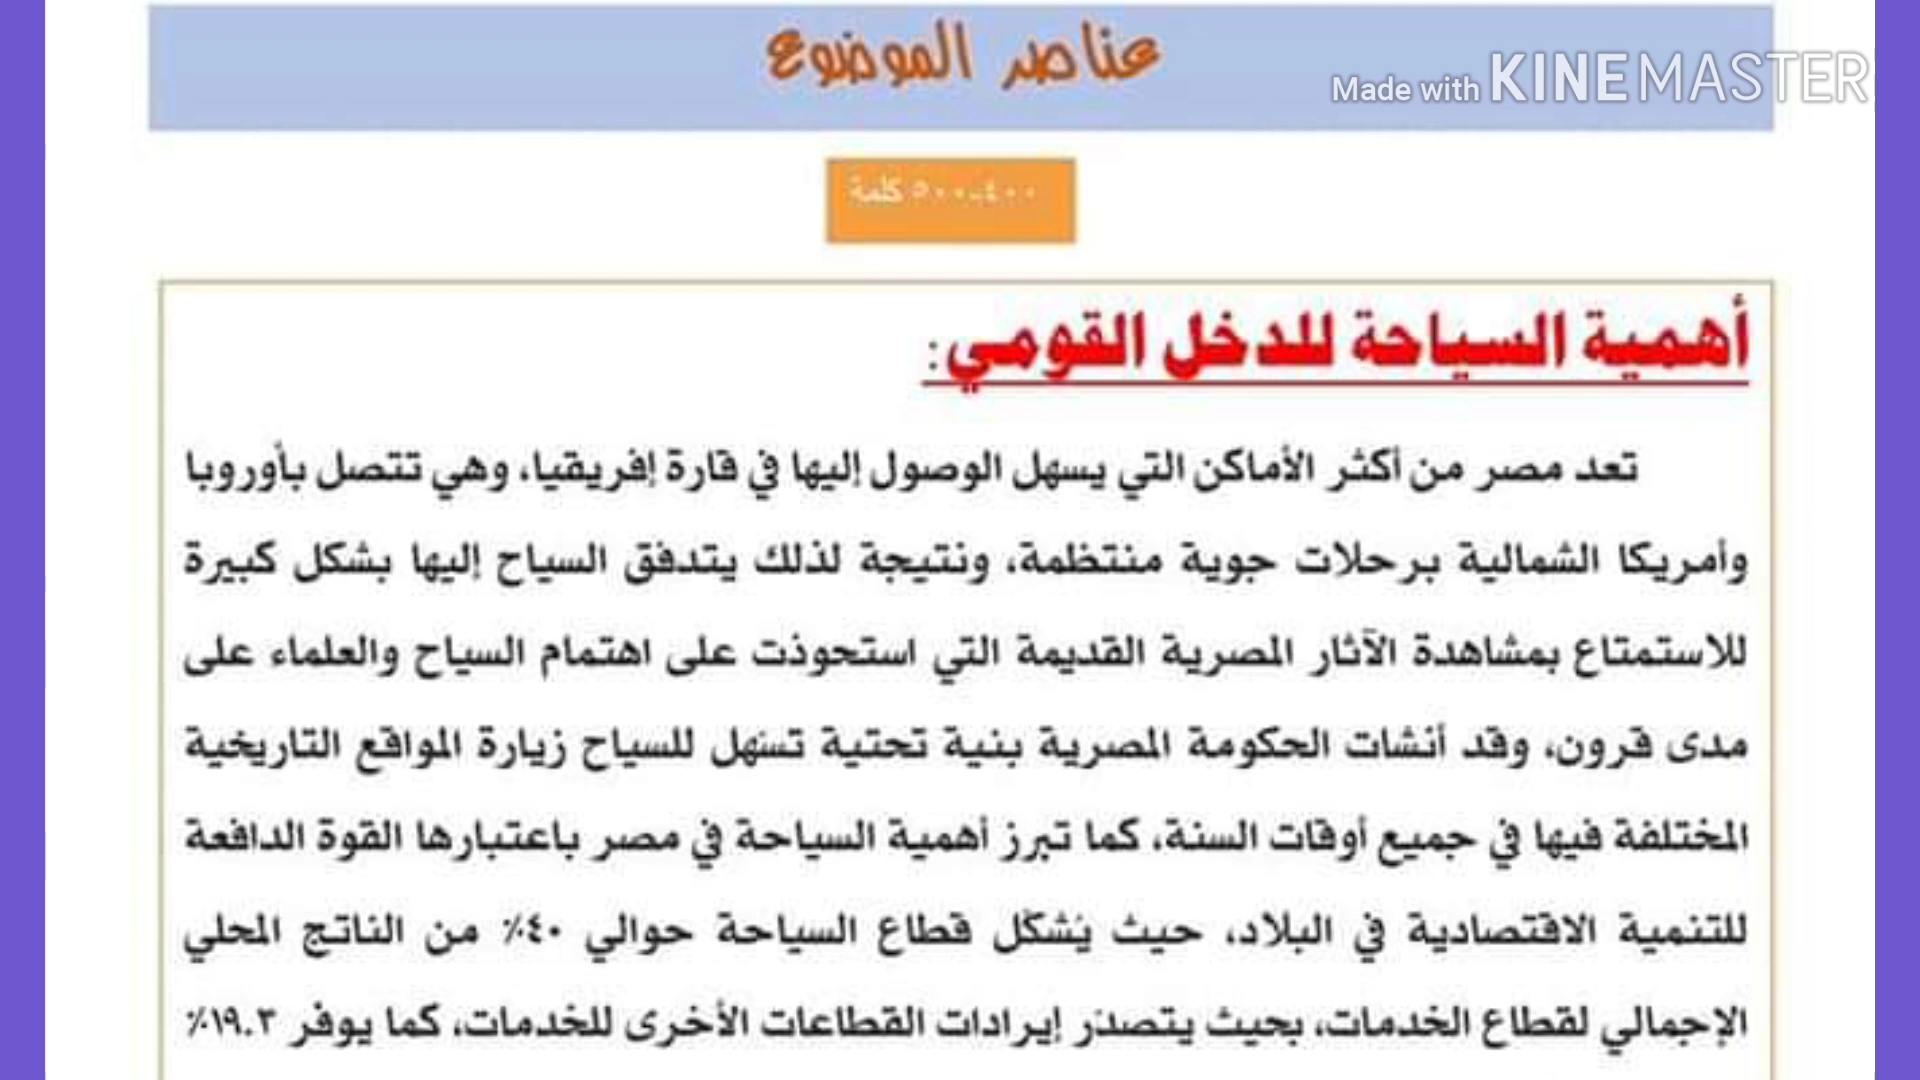 عناصر الموضوع
Made with KINEMASTER
٤٠٠-٥٠٠ كلمة
أهمية السياحة للدخل القومي:
تعد مصر من أكثر الأماكن التي يسهل الوصول إليها في قارة إفريقيا، وهي تتصل بأوروبا
وأمريكا الشمالية برحلات جوية منتظمة، ونتيجة لذلك يتدفق السياح إليها بشكل كبيرة
للاستمتاع بمشاهدة الآثار المصرية القديمة التي استحوذت على اهتمام السياح والعلماء على
مدى قرون، وقد أنشات الحكومة المصرية بنية تحتية تسَهل للسياح زيارة المواقع التاريخية
المختلفة فيها في جميع أوقات السنة، كما تبرز أهمية السياحة في مصر باعتبارها القوة الدافعة
للتنمية الاقتصادية في البلاد، حيث يُشكّل قطاع السياحة حوالي ٤٠٪ من الناتج المحلي
الإجمالي لقطاع الخدمات، بحيث يتصدَر إيرادات القطاعات الأخرى للخدمات، كما يوفر ١٩.٣٪